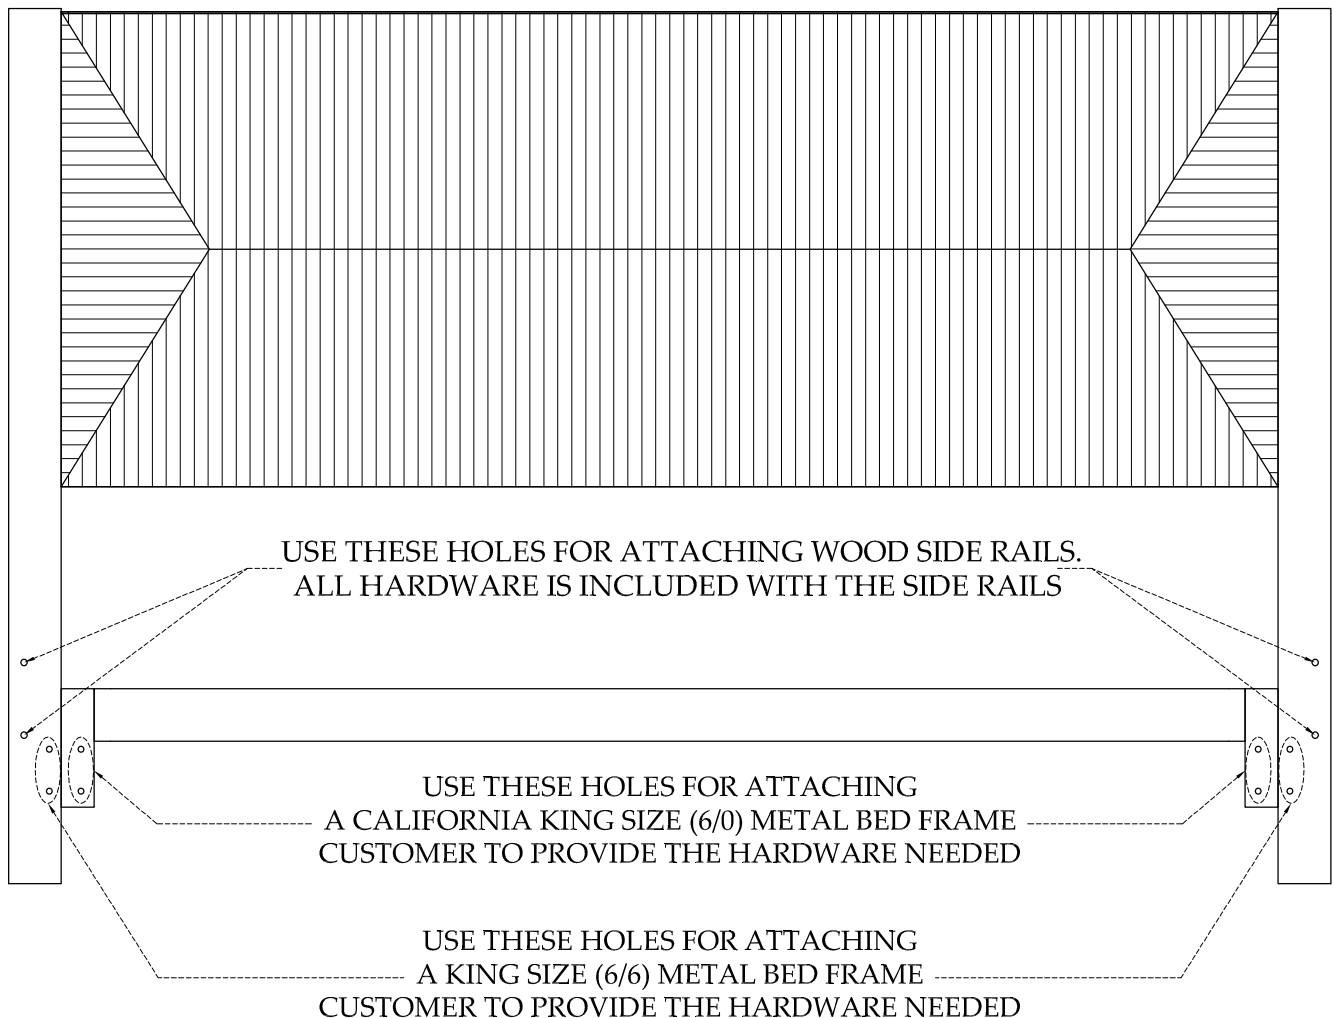 USE THESE HOLES FOR ATTACHING WOOD SIDE RAILS.
ALL HARDWARE IS INCLUDED WITH THE SIDE RAILS
USE THESE HOLES FOR ATTACHING
A CALIFORNIA KING SIZE (6/0) METAL BED FRAME
CUSTOMER TO PROVIDE THE HARDWARE NEEDED
USE THESE HOLES FOR ATTACHING
A KING SIZE (6/6) METAL BED FRAME
CUSTOMER TO PROVIDE THE HARDWARE NEEDED